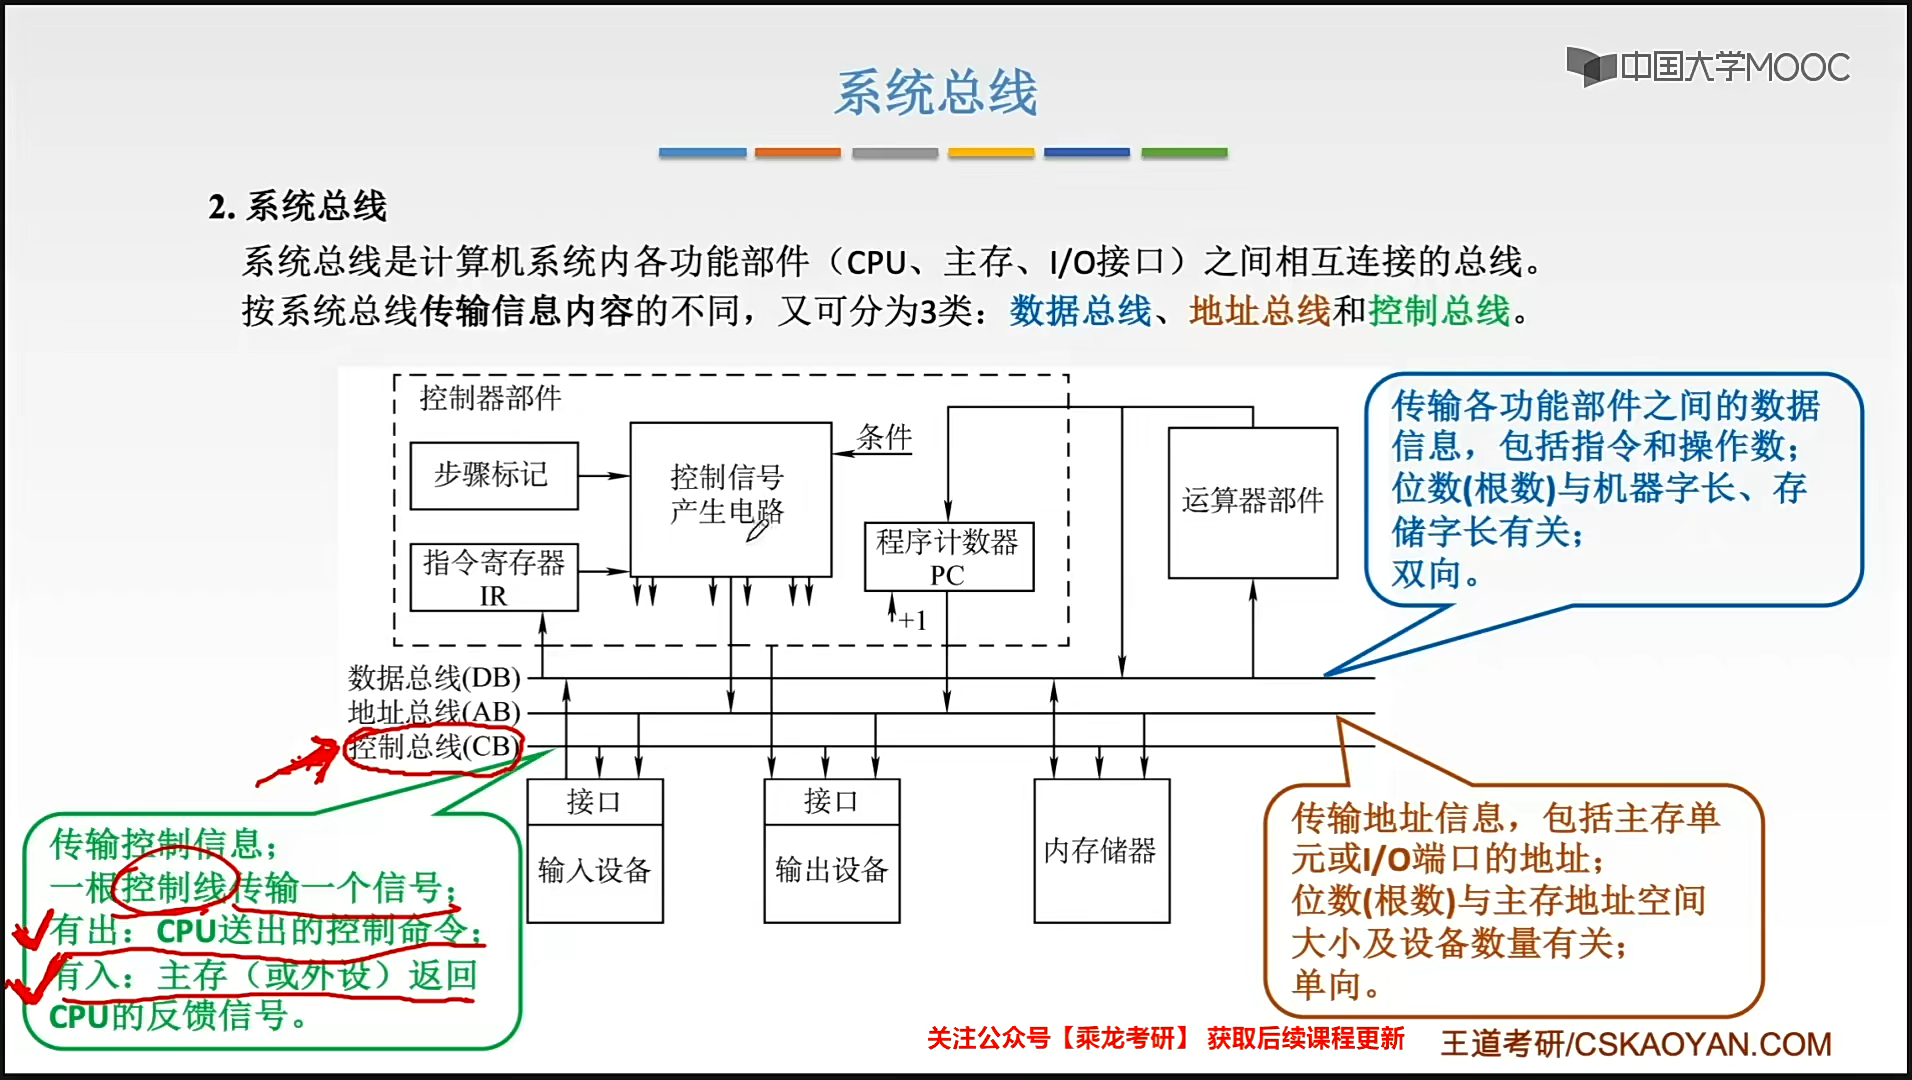 中国大学MOOC
系统总线
2. 系统总线
系统总线是计算机系统内各功能部件（CPU、主存、I/O接口）之间相互连接的总线。
按系统总线传输信息内容的不同，又可分为3类：数据总线、地址总线和控制总线。
控制器部件
步骤标记
控制信号
产生电路
条件
指令寄存器
IR
程序计数器
PC
+1
运算器部件
传输各功能部件之间的数据
信息，包括指令和操作数；
位数(根数)与机器字长、存
储字长有关；
双向。
数据总线(DB)
地址总线(AB)
控制总线(CB)
接口
输入设备
接口
输出设备
内存储器
传输控制信息；
一根控制线传输一个信号；
有出：CPU送出的控制命令；
有入：主存（或外设）返回
CPU的反馈信号。
传输地址信息，包括主存单
元或I/O端口的地址；
位数(根数)与主存地址空间
大小及设备数量有关；
单向。
关注公众号【乘龙考研】 获取后续课程更新
王道考研/CSKAOYAN.COM